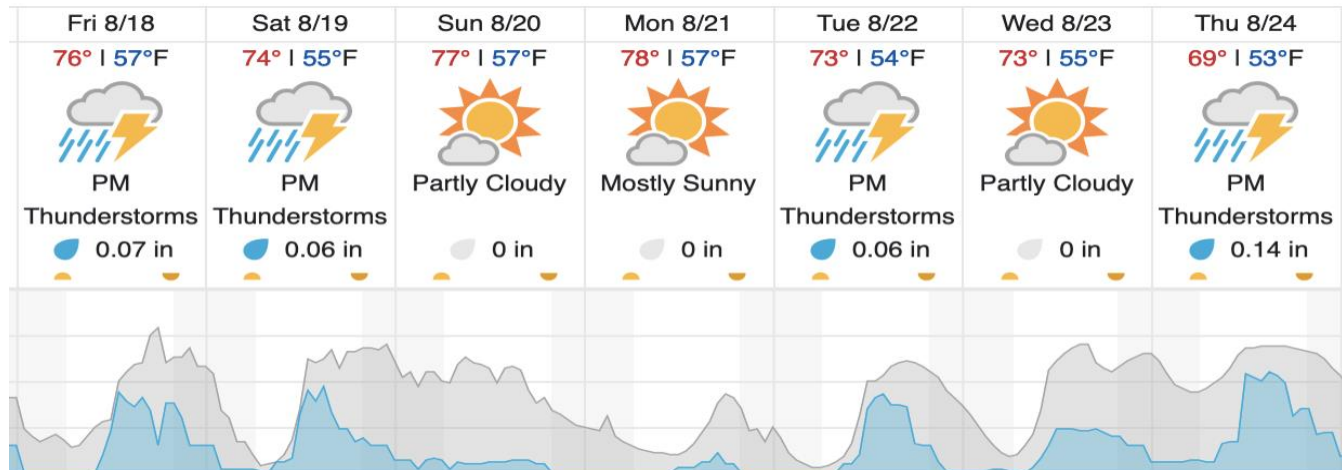 Fri 8/18 Sat 8/19 Sun 8/20 Mon 8/21 Tue 8/22 Wed 8/23 Thu 8/24
76° | 57°F 74° | 55°F 77° | 57°F 78° | 57°F 73° | 54°F 73° | 55°F 69° | 53°F
PM PM Partly Cloudy Mostly Sunny PM Partly Cloudy PM
Thunderstorms Thunderstorms Thunderstorms Thunderstorms
0.07 in 0.06 in 0 in 0 in 0.06 in 0 in 0.14 in